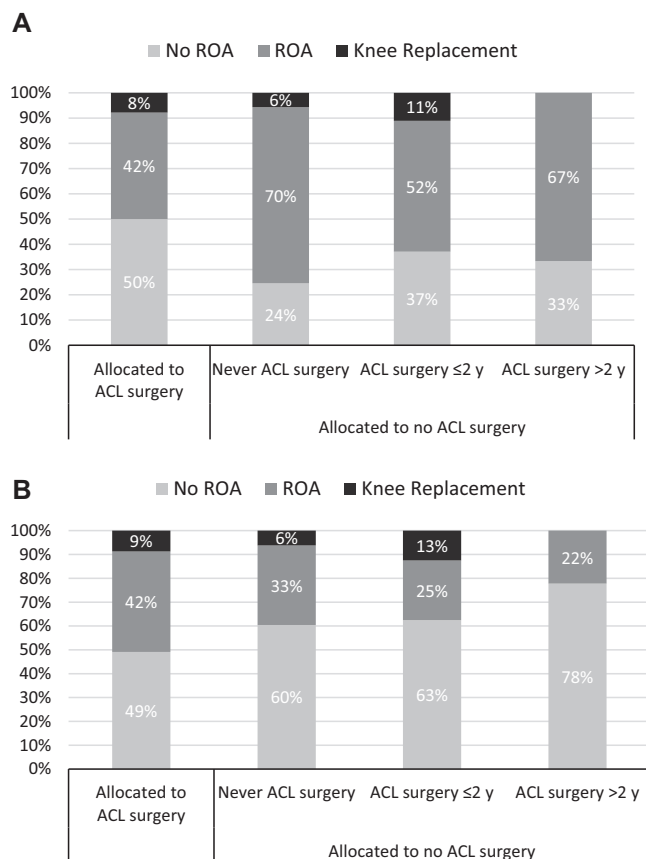 A
No ROA ROA Knee Replacement
100%
90%
80%
70%
60%
50%
40%
30%
20%
10%
0%
8% 6% 11%
42% 70% 52% 67%
50% 24% 37% 33%
Allocated to ACL surgery Never ACL surgery ACL surgery ≤2 y ACL surgery >2 y
Allocated to no ACL surgery
B
No ROA ROA Knee Replacement
100%
90%
80%
70%
60%
50%
40%
30%
20%
10%
0%
9% 6% 13% 22%
42% 33% 25%
49% 60% 63% 78%
Allocated to ACL surgery Never ACL surgery ACL surgery ≤2 y ACL surgery >2 y
Allocated to no ACL surgery